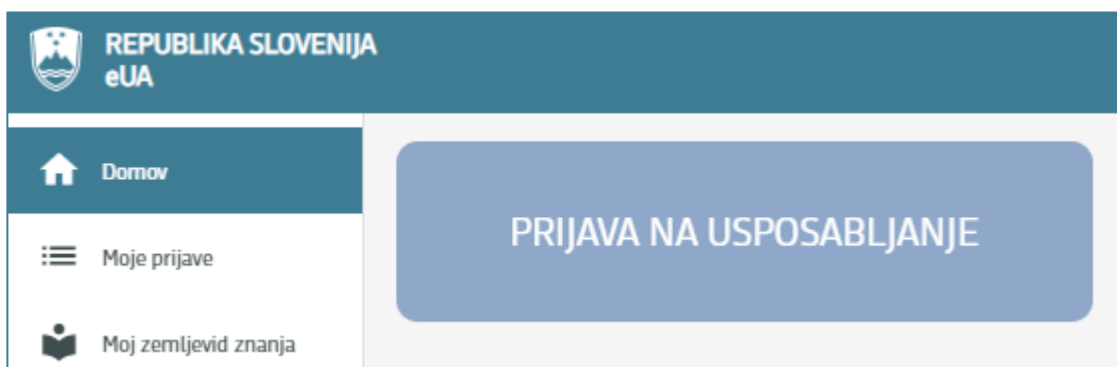 REPUBLIKA SLOVENIJA
eUA
Domov
PRIJAVA NA USPOSABLJANJE
Moje prijave
Moj zemljevid znanja